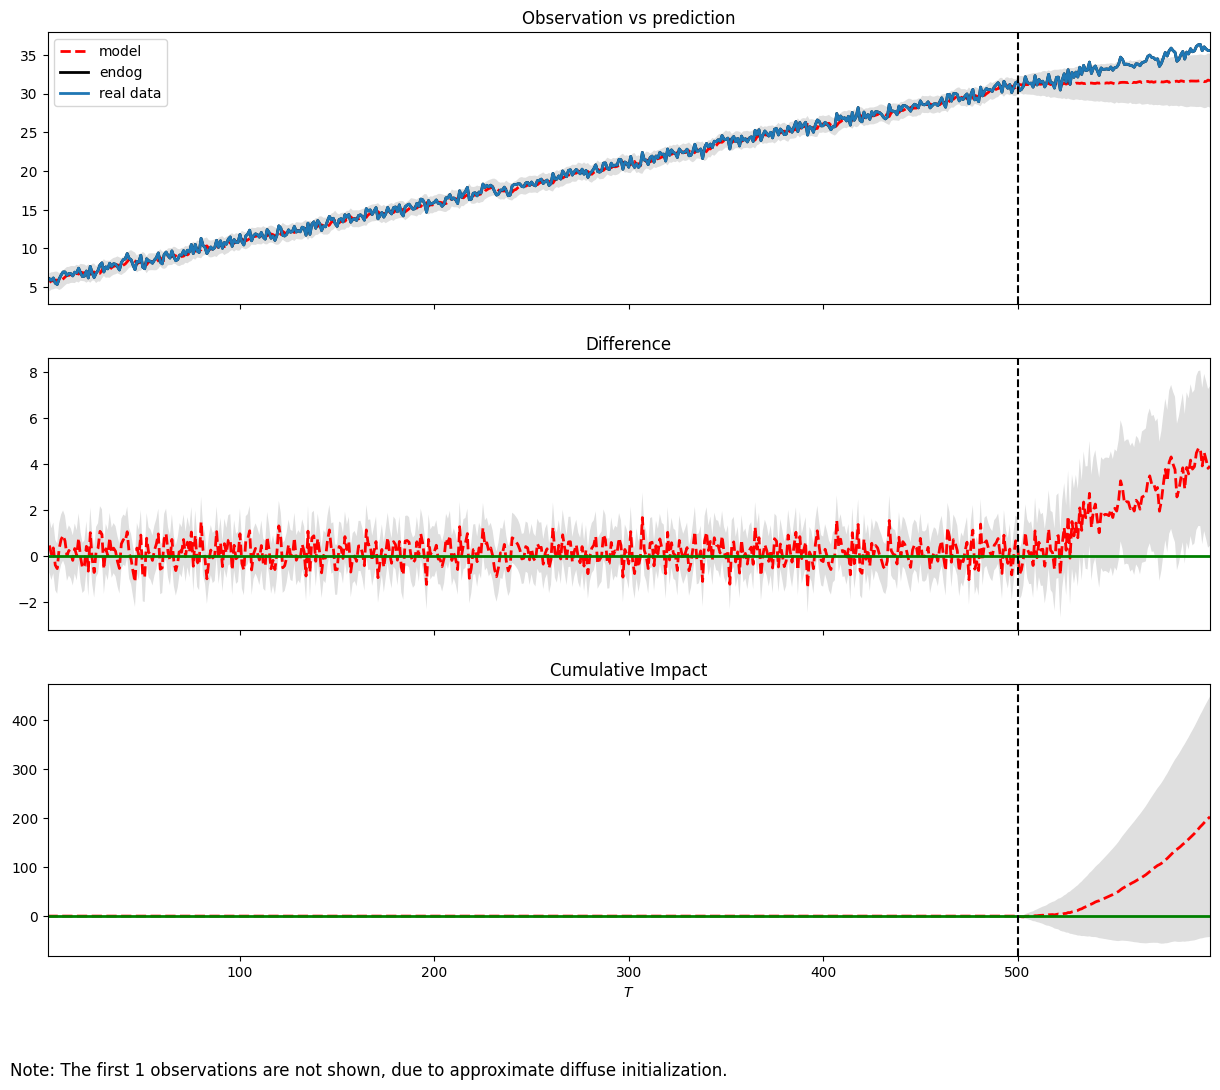 Observation vs prediction
model
endog
real data
35
30
25
20
15
10
5
Difference
8
6
4
2
0
−2
Cumulative Impact
400
300
200
100
0
100 200 300 400 500
T
Note: The first 1 observations are not shown, due to approximate diffuse initialization.